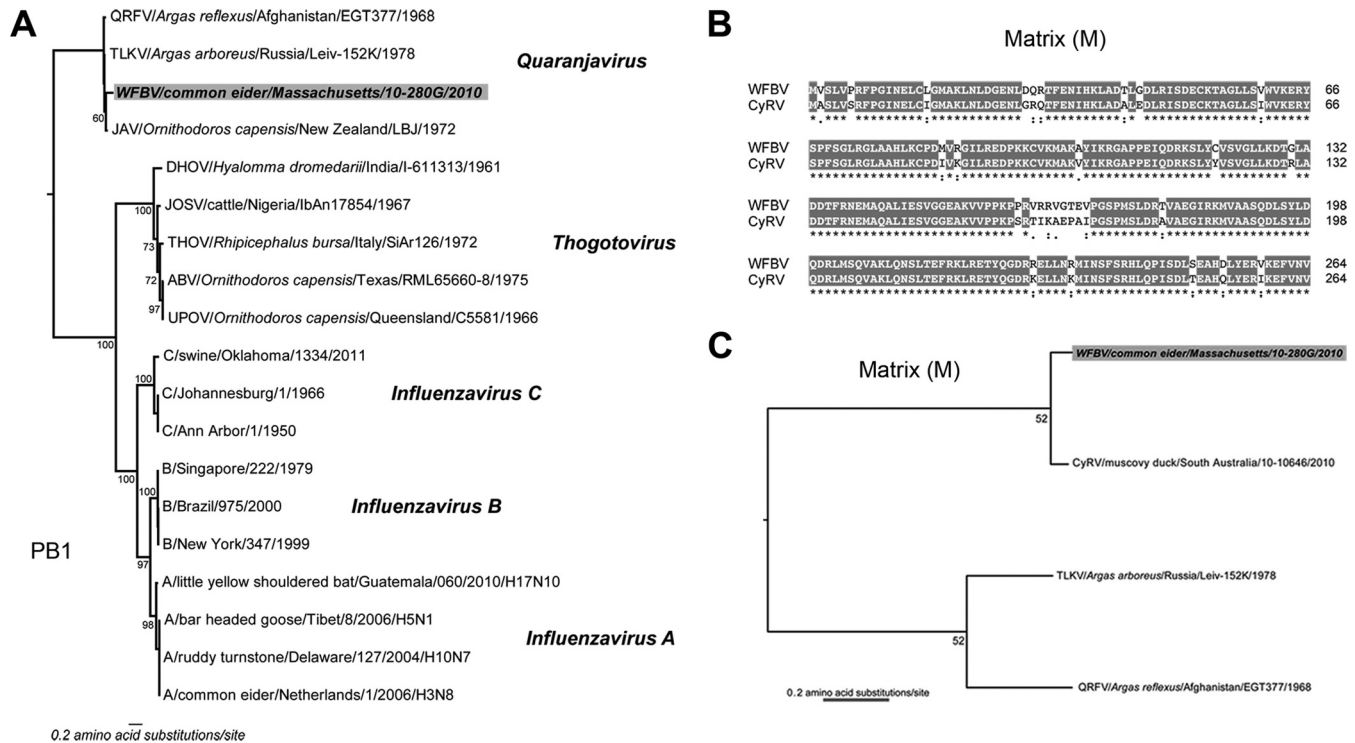 A
QRFV/Argas reflexus/Afghanistan/EGT377/1968
TLKV/Argas arboreus/Russia/Leiv-152K/1978
Quaranjavirus
WFBV/common eider/Massachusetts/10-280G/2010
60
JAV/Ornithodoros capensis/New Zealand/LBJ/1972
DHOV/Hyalomma dromedarii/India/I-611313/1961
100
JOSV/cattle/Nigeria/IbAn17854/1967
73
THOV/Rhipicephalus bursa/Italy/SiAr126/1972
Thogotovirus
72
ABV/Ornithodoros capensis/Texas/RML65660-8/1975
97
UPOV/Ornithodoros capensis/Queensland/C5581/1966
100
C/swine/Oklahoma/1334/2011
100
C/Johannesburg/1/1966
Influenzavirus C
C/Ann Arbor/1/1950
B/Singapore/222/1979
100
100
B/Brazil/975/2000
Influenzavirus B
B/New York/347/1999
PB1
97
A/little yellow shouldered bat/Guatemala/060/2010/H17N10
A/bar headed goose/Tibet/8/2006/H5N1
98
Influenzavirus A
A/ruddy turnstone/Delaware/127/2004/H10N7
A/common eider/Netherlands/1/2006/H3N8
0.2 amino acid substitutions/site
B
Matrix (M)
WFBV MVSLVPRFPGINELCLGMAKLNLDGENLDQRTFENIHKLADTLGDLRISDECKTAGLLSVWVKERY 66
CyRV MASLVSRFPGINELCIGMAKLNLDGENLGRQTFENIHKLADALEDLRISDECKTAGLLSIWVKERY 66
WFBV SPFSGLRGLAAHLKCPDMVRGILREDPKKCVKMAKAYIKRGAPPEIQDRKSLYCVSVGLLKDTGLA 132
CyRV SPFSGLRGLAAHLKCPDIVKGILREDPKKCVKMAKVYIKRGAPPEIQDRKSLYYVSVGLLKDTRLA 132
WFBV DDTFRNEMAQALIESVGGEAKVVPPKPPRVRRVGTEVPGSPMSLDRTVAEGIRKMVAASQDLSYLD 198
CyRV DDTFRNEMAQALIESVGGEAKVVPPKPSRTIKAEPAIPGSPMSLDRAVAEGIRKMVAASQDLSYLD 198
WFBV QDRLMSQVAKLQNSLTEFRKLRETYQGDRRELLNRMINSFSRHLQPISDLSEAHDLYERVKEFVNV 264
CyRV QDRLMSQVAKLQNSLTEFRKLRETYQGDRKELLNKMINSFSRHLQPISDLTEAHQLYERIKEFVNV 264
C
Matrix (M)
WFBV/common eider/Massachusetts/10-280G/2010
52
CyRV/muscovy duck/South Australia/10-10646/2010
TLKV/Argas arboreus/Russia/Leiv-152K/1978
52
QRFV/Argas reflexus/Afghanistan/EGT377/1968
0.2 amino acid substitutions/site